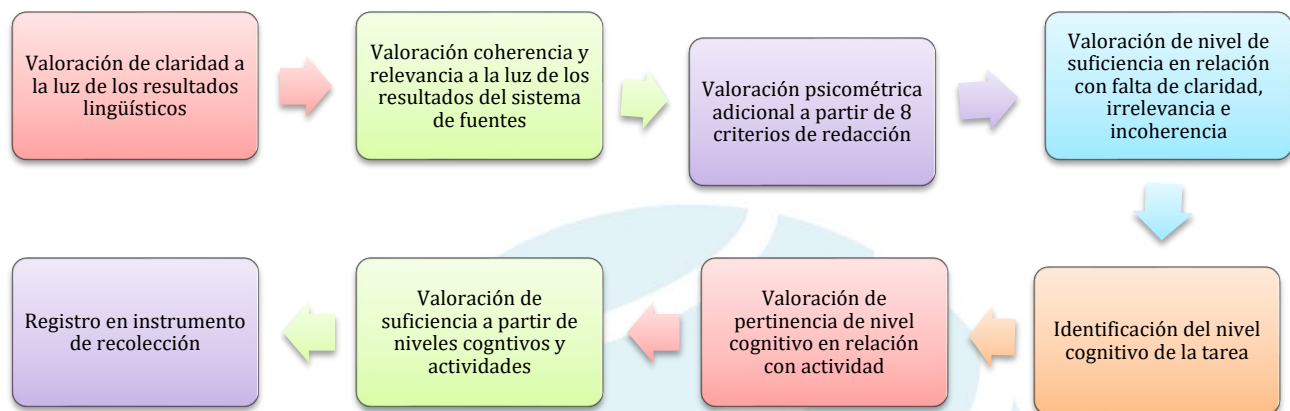 Valoración de claridad a
la luz de los resultados
lingüísticos
Valoración coherencia y
relevancia a la luz de los
resultados del sistema
de fuentes
Valoración psicométrica
adicional a partir de 8
criterios de redacción
Valoración de nivel de
suficiencia en relación
con falta de claridad,
irrelevancia e
incoherencia
Identificación del nivel
cognitivo de la tarea
Valoración de
pertinencia de nivel
cognitivo en relación
con actividad
Valoración de
suficiencia a partir de
niveles cogntivos y
actividades
Registro en instrumento
de recolección